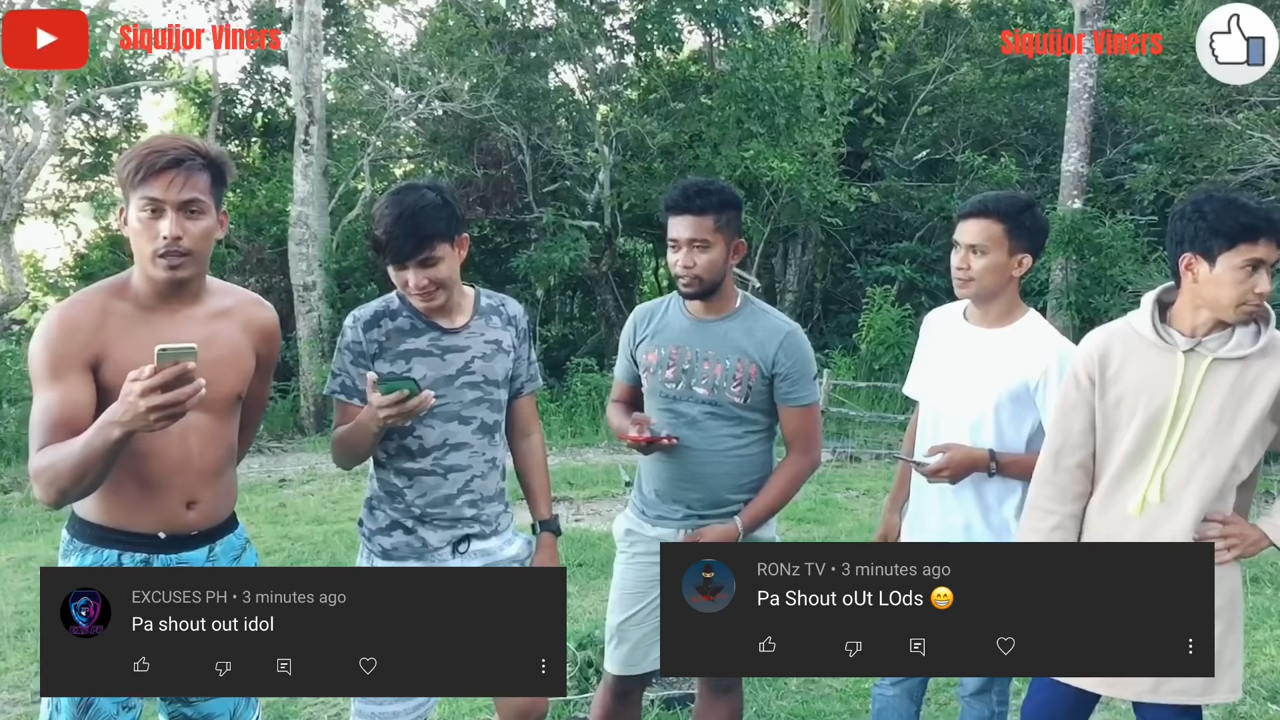 Siquijor Viners
Siquijor Viners
EXCUSES PH • 3 minutes ago
Pa shout out idol
RONz TV • 3 minutes ago
Pa Shout oUt LOds 😁